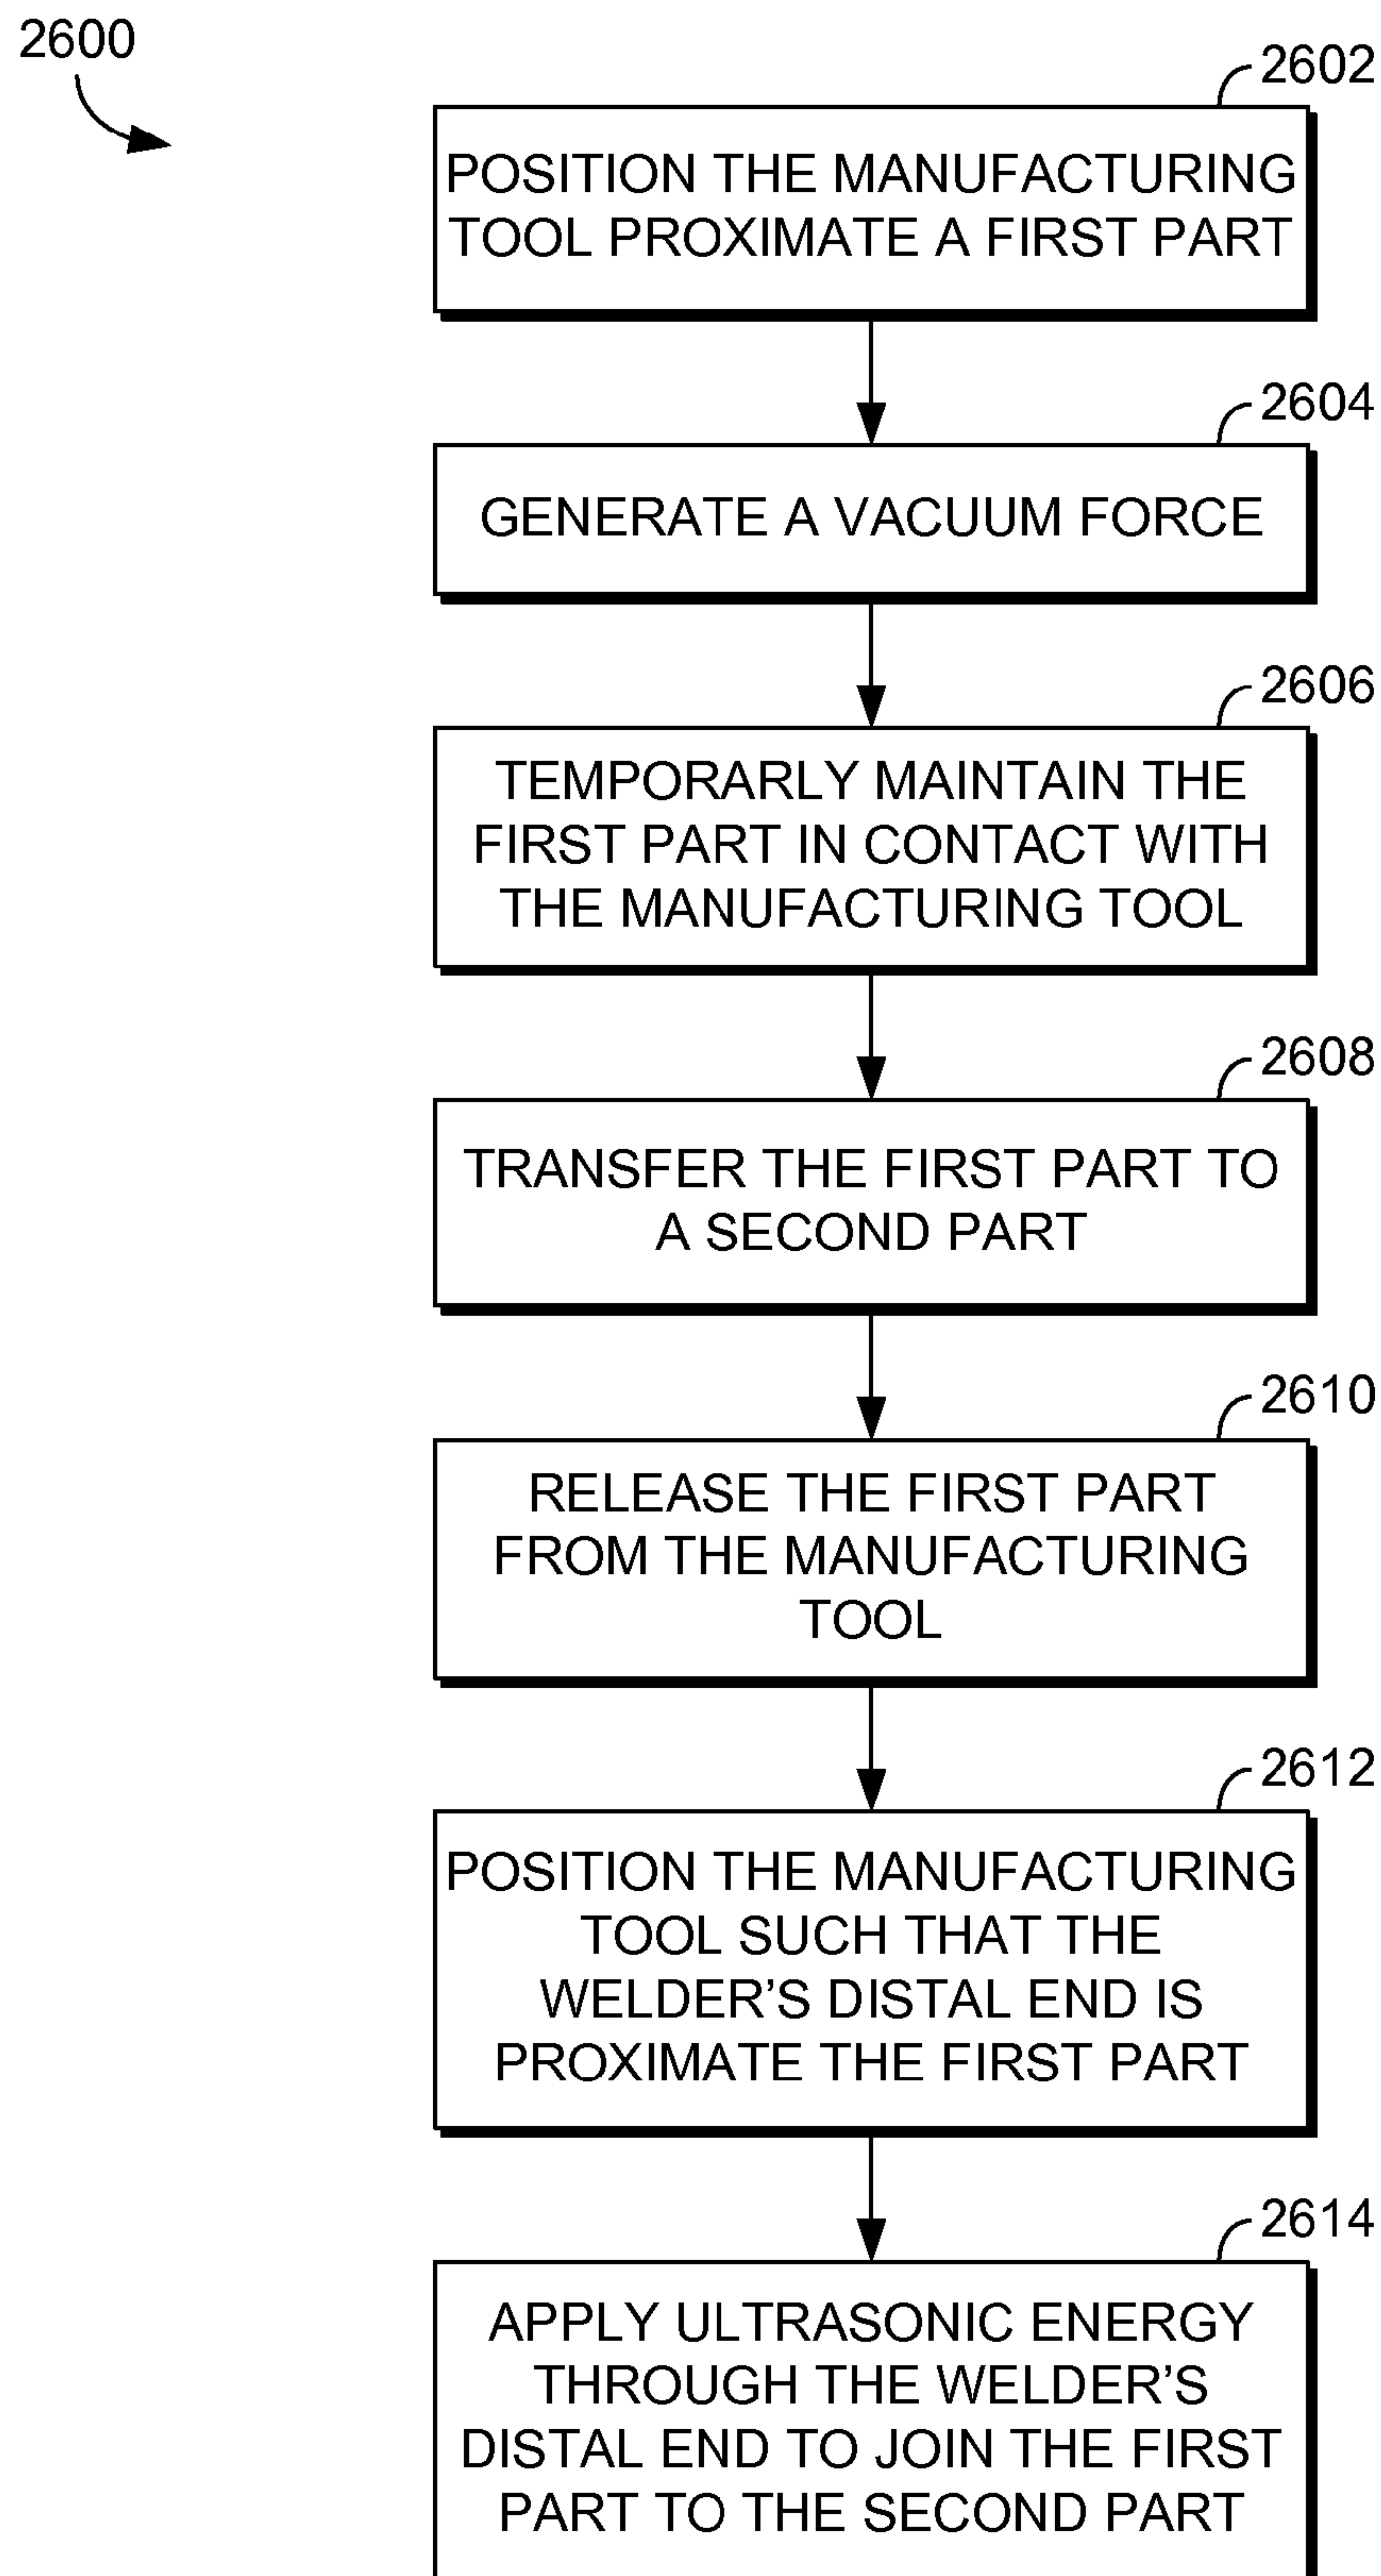 2600
2602
POSITION THE MANUFACTURING
TOOL PROXIMATE A FIRST PART
2604
GENERATE A VACUUM FORCE
2606
TEMPORARLY MAINTAIN THE
FIRST PART IN CONTACT WITH
THE MANUFACTURING TOOL
2608
TRANSFER THE FIRST PART TO
A SECOND PART
2610
RELEASE THE FIRST PART
FROM THE MANUFACTURING
TOOL
2612
POSITION THE MANUFACTURING
TOOL SUCH THAT THE
WELDER’S DISTAL END IS
PROXIMATE THE FIRST PART
2614
APPLY ULTRASONIC ENERGY
THROUGH THE WELDER’S
DISTAL END TO JOIN THE FIRST
PART TO THE SECOND PART